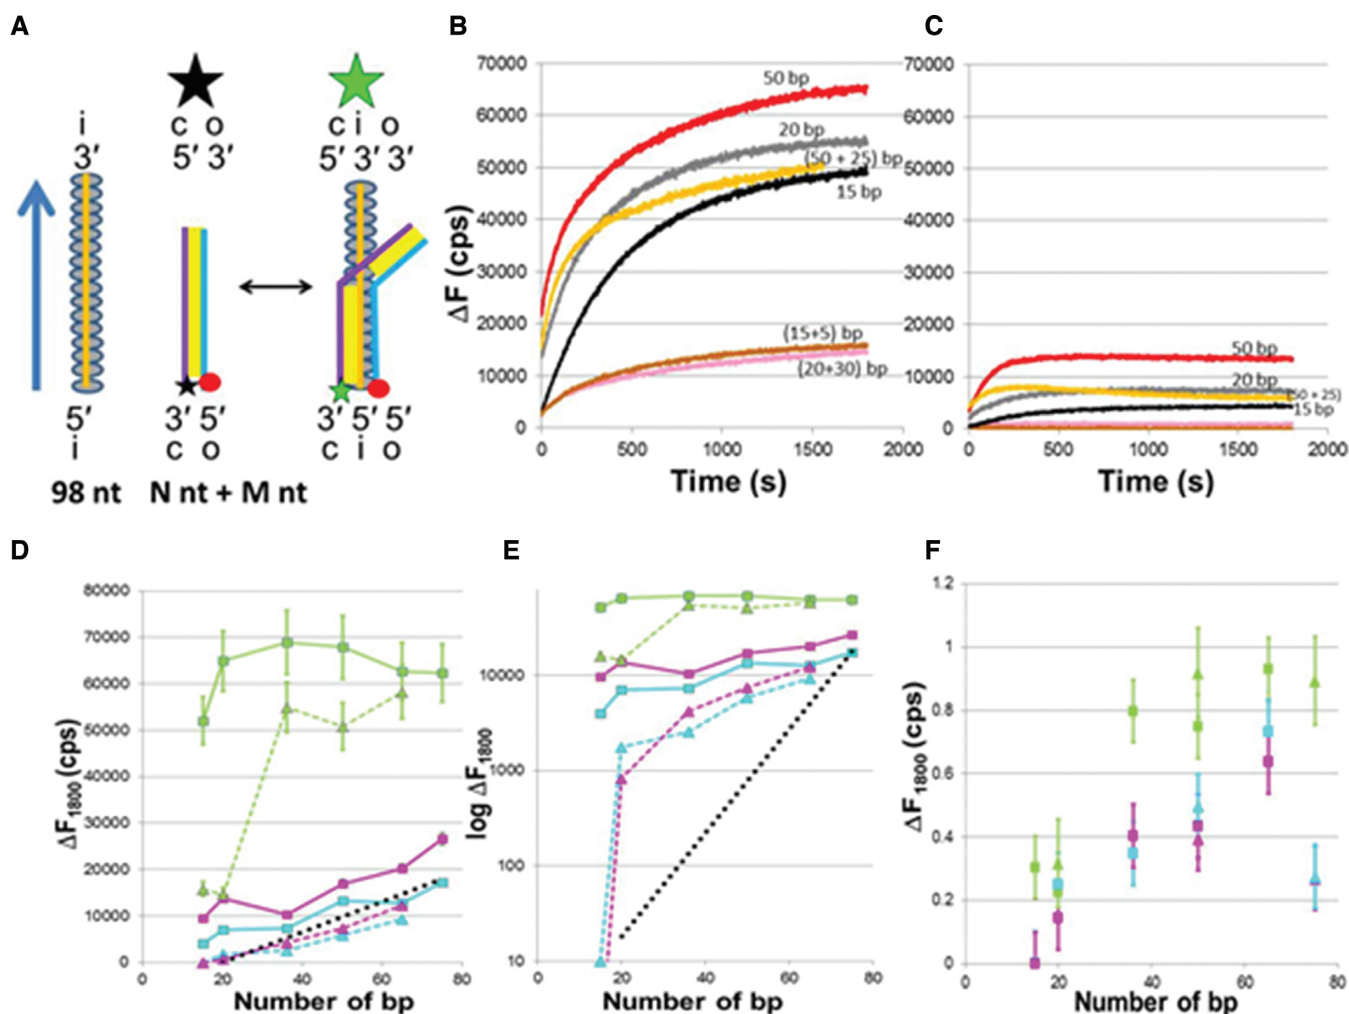 A
B
C
i
c o
c i o
3′
5′ 3′
5′ 3′ 3′
5′
3′ 5′
3′ 5′ 5′
i
c o
c i o
98 nt
N nt + M nt
ΔF (cps)
70000
60000
50000
40000
30000
20000
10000
0
50 bp
20 bp
(50 + 25) bp
15 bp
(15+5) bp
(20+30) bp
0 500 1000 1500 2000
Time (s)
70000
60000
50000
40000
30000
20000
10000
0
50 bp
20 bp
(50 + 25)
15 bp
0 500 1000 1500 2000
Time (s)
D
E
F
ΔF1800 (cps)
80000
70000
60000
50000
40000
30000
20000
10000
0
0 20 40 60 80
Number of bp
log ΔF1800
10000
1000
100
10
0 20 40 60 80
Number of bp
ΔF1800 (cps)
1.2
1
0.8
0.6
0.4
0.2
0
0 20 40 60 80
Number of bp